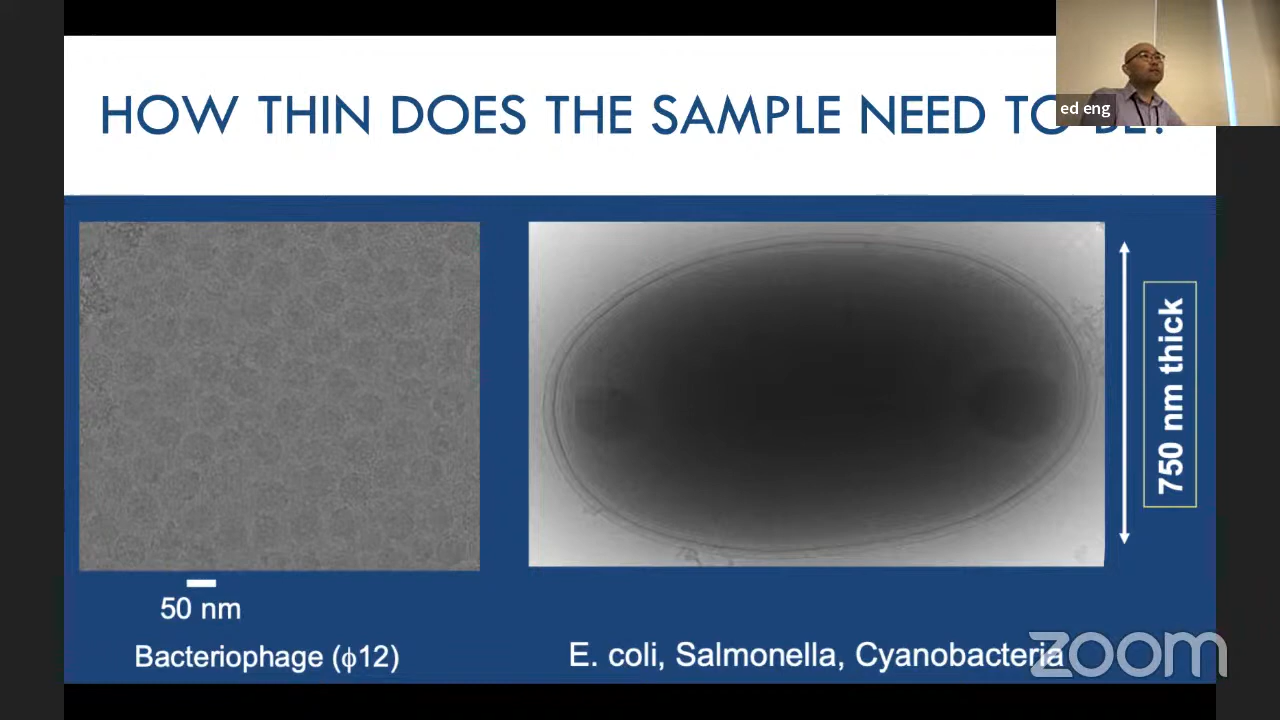 HOW THIN DOES THE SAMPLE NEED TO BE?
ed eng
750 nm thick
50 nm
Bacteriophage (ϕ12)
E. coli, Salmonella, Cyanobacteria
zoom